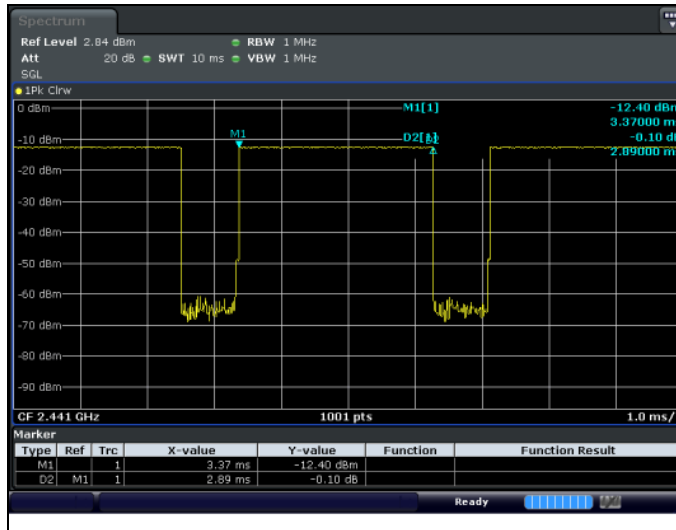 Spectrum
Ref Level 2.84 dBm RBW 1 MHz
Att 20 dB SWT 10 ms VBW 1 MHz
SGL
1Pk Clrw
0 dBm
M1[1] -12.40 dBm
3.37000 m
-10 dBm
M1
D2[1] -0.10 d
2.89000 m
-20 dBm
-30 dBm
-40 dBm
-50 dBm
-60 dBm
-70 dBm
-80 dBm
-90 dBm
CF 2.441 GHz 1001 pts 1.0 ms/
Marker
Type Ref Trc X-value Y-value Function Function Result
M1 1 3.37 ms -12.40 dBm
D2 M1 1 2.89 ms -0.10 dB
Ready